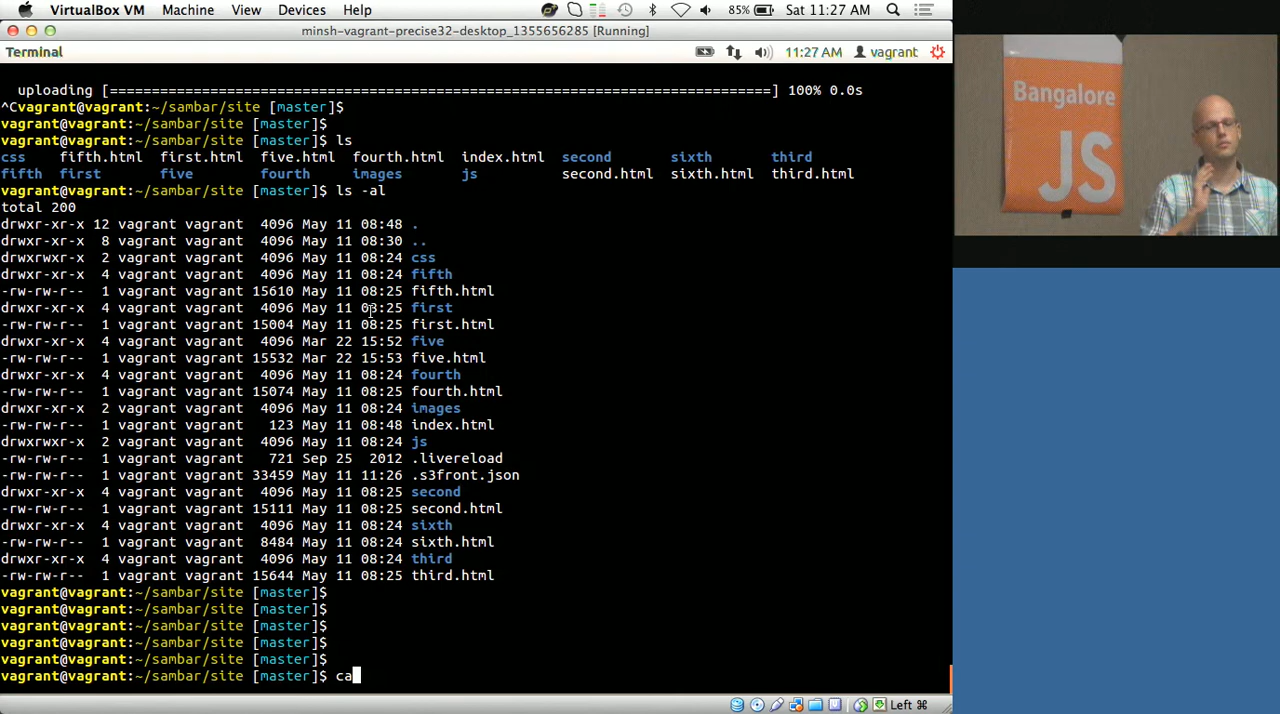 VirtualBox VM Machine View Devices Help 85% Sat 11:27 AM
minsh-vagrant-precise32-desktop_1355656285 [Running]
Terminal 11:27 AM vagrant
uploading [================================================================================] 100% 0.0s
^Cvagrant@vagrant:~/sambar/site [master]$
vagrant@vagrant:~/sambar/site [master]$
vagrant@vagrant:~/sambar/site [master]$ ls
css fifth.html first.html five.html fourth.html index.html second sixth third
fifth first five fourth images js second.html sixth.html third.html
vagrant@vagrant:~/sambar/site [master]$ ls -al
total 200
drwxr-xr-x 12 vagrant vagrant 4096 May 11 08:48 .
drwxr-xr-x 8 vagrant vagrant 4096 May 11 08:30 ..
drwxrwxr-x 2 vagrant vagrant 4096 May 11 08:24 css
drwxr-xr-x 4 vagrant vagrant 4096 May 11 08:24 fifth
-rw-rw-r-- 1 vagrant vagrant 15610 May 11 08:25 fifth.html
drwxr-xr-x 4 vagrant vagrant 4096 May 11 08:25 first
-rw-rw-r-- 1 vagrant vagrant 15004 May 11 08:25 first.html
drwxr-xr-x 4 vagrant vagrant 4096 Mar 22 15:52 five
-rw-rw-r-- 1 vagrant vagrant 15532 Mar 22 15:53 five.html
drwxr-xr-x 4 vagrant vagrant 4096 May 11 08:24 fourth
-rw-rw-r-- 1 vagrant vagrant 15074 May 11 08:25 fourth.html
drwxr-xr-x 2 vagrant vagrant 4096 May 11 08:24 images
-rw-rw-r-- 1 vagrant vagrant 123 May 11 08:48 index.html
drwxrwxr-x 2 vagrant vagrant 4096 May 11 08:24 js
-rw-rw-r-- 1 vagrant vagrant 721 Sep 25 2012 .livereload
-rw-rw-r-- 1 vagrant vagrant 33459 May 11 11:26 .s3front.json
drwxr-xr-x 4 vagrant vagrant 4096 May 11 08:25 second
-rw-rw-r-- 1 vagrant vagrant 15111 May 11 08:25 second.html
drwxr-xr-x 4 vagrant vagrant 4096 May 11 08:24 sixth
-rw-rw-r-- 1 vagrant vagrant 8484 May 11 08:24 sixth.html
drwxr-xr-x 4 vagrant vagrant 4096 May 11 08:24 third
-rw-rw-r-- 1 vagrant vagrant 15644 May 11 08:25 third.html
vagrant@vagrant:~/sambar/site [master]$
vagrant@vagrant:~/sambar/site [master]$
vagrant@vagrant:~/sambar/site [master]$
vagrant@vagrant:~/sambar/site [master]$
vagrant@vagrant:~/sambar/site [master]$
vagrant@vagrant:~/sambar/site [master]$ ca
Left ⌘
Bangalore
JS